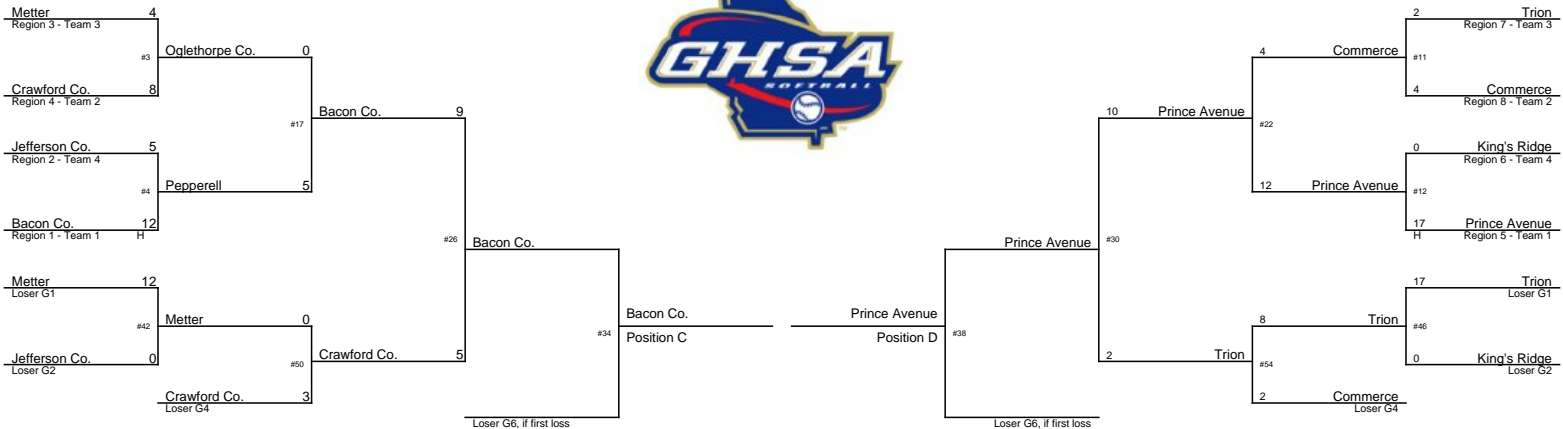 Metter 4
Region 3 - Team 3
#3
Oglethorpe Co. 0
Crawford Co. 8
Region 4 - Team 2
#17
Bacon Co. 9
Jefferson Co. 5
Region 2 - Team 4
#4
Pepperell 5
Bacon Co. 12
Region 1 - Team 1 H
#26
Bacon Co.
Metter 12
Loser G1
#42
Metter 0
Jefferson Co. 0
Loser G2
#50
Crawford Co. 5
Crawford Co. 3
Loser G4
Loser G6, if first loss
#34
Bacon Co.
Position C
GHSA
SOFTBALL
TM
2 Trion
Region 7 - Team 3
4 Commerce
#11
4 Commerce
Region 8 - Team 2
10 Prince Avenue
#22
0 King's Ridge
Region 6 - Team 4
12 Prince Avenue
#12
17 Prince Avenue
H Region 5 - Team 1
Prince Avenue
#30
17 Trion
Loser G1
8 Trion
#46
0 King's Ridge
Loser G2
2 Trion
#54
2 Commerce
Loser G4
Prince Avenue
Position D
#38
Loser G6, if first loss